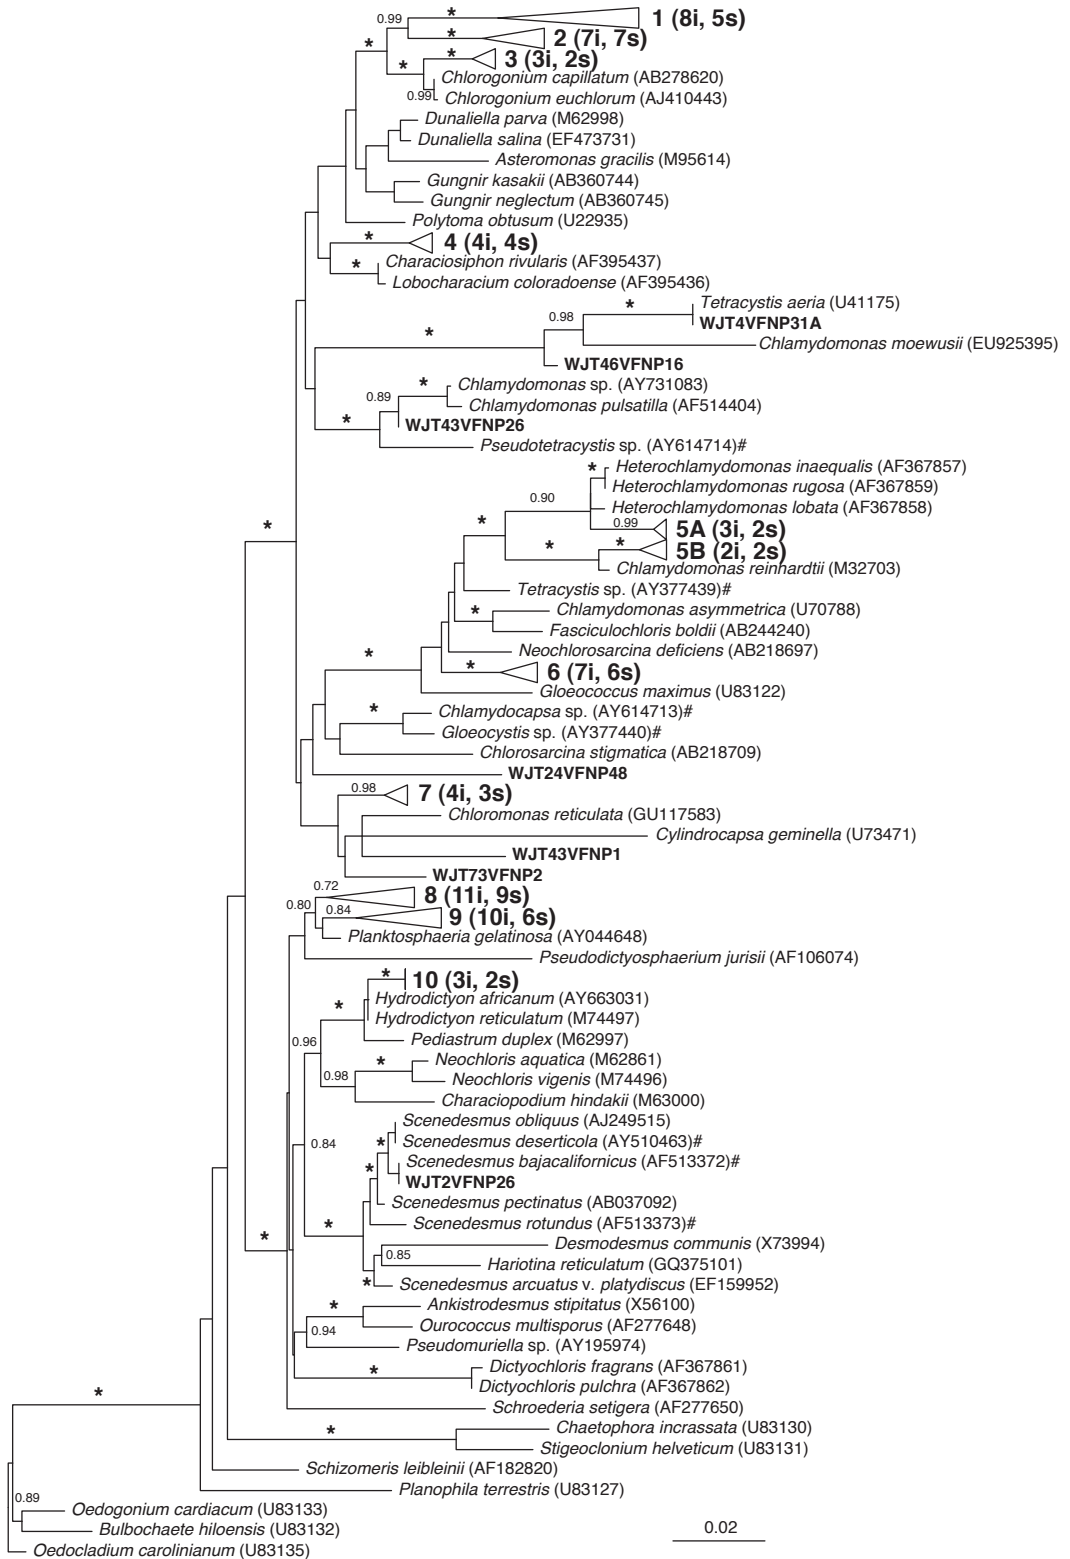 0.99
*
1 (8i, 5s)
*
2 (7i, 7s)
*
*
3 (3i, 2s)
*
Chlorogonium capillatum (AB278620)
0.99
Chlorogonium euchlorum (AJ410443)
Dunaliella parva (M62998)
Dunaliella salina (EF473731)
Asteromonas gracilis (M95614)
Gungnir kasakii (AB360744)
Gungnir neglectum (AB360745)
Polytoma obtusum (U22935)
*
4 (4i, 4s)
Characiosiphon rivularis (AF395437)
*
Lobocharacium coloradoense (AF395436)
*
Tetracystis aeria (U41175)
0.98
WJT4VFNP31A
*
Chlamydomonas moewusii (EU925395)
WJT46VFNP16
*
Chlamydomonas sp. (AY731083)
0.89
Chlamydomonas pulsatilla (AF514404)
*
WJT43VFNP26
Pseudotetracystis sp. (AY614714)#
*
Heterochlamydomonas inaequalis (AF367857)
Heterochlamydomonas rugosa (AF367859)
0.90
Heterochlamydomonas lobata (AF367858)
*
*
0.99
5A (3i, 2s)
*
*
5B (2i, 2s)
Chlamydomonas reinhardtii (M32703)
Tetracystis sp. (AY377439)#
*
Chlamydomonas asymmetrica (U70788)
Fasciculochloris boldii (AB244240)
*
Neochlorosarcina deficiens (AB218697)
*
6 (7i, 6s)
Gloeococcus maximus (U83122)
*
Chlamydocapsa sp. (AY614713)#
Gloeocystis sp. (AY377440)#
Chlorosarcina stigmatica (AB218709)
WJT24VFNP48
0.98
7 (4i, 3s)
Chloromonas reticulata (GU117583)
Cylindrocapsa geminella (U73471)
WJT43VFNP1
WJT73VFNP2
0.72
8 (11i, 9s)
0.80
0.84
9 (10i, 6s)
Planktosphaeria gelatinosa (AY044648)
Pseudodictyosphaerium jurisii (AF106074)
*
10 (3i, 2s)
*
Hydrodictyon africanum (AY663031)
Hydrodictyon reticulatum (M74497)
0.96
Pediastrum duplex (M62997)
*
Neochloris aquatica (M62861)
0.98
Neochloris vigenis (M74496)
Characiopodium hindakii (M63000)
Scenedesmus obliquus (AJ249515)
0.84
*
Scenedesmus deserticola (AY510463)#
*
Scenedesmus bajacalifornicus (AF513372)#
WJT2VFNP26
Scenedesmus pectinatus (AB037092)
*
*
Scenedesmus rotundus (AF513373)#
Desmodesmus communis (X73994)
0.85
Hariotina reticulatum (GQ375101)
*
Scenedesmus arcuatus v. platydiscus (EF159952)
*
Ankistrodesmus stipitatus (X56100)
0.94
Ourococcus multisporus (AF277648)
Pseudomuriella sp. (AY195974)
*
Dictyochloris fragrans (AF367861)
Dictyochloris pulchra (AF367862)
*
Schroederia setigera (AF277650)
*
Chaetophora incrassata (U83130)
Stigeoclonium helveticum (U83131)
Schizomeris leibleinii (AF182820)
Planophila terrestris (U83127)
0.89
Oedogonium cardiacum (U83133)
Bulbochaete hiloensis (U83132)
0.02
Oedocladium carolinianum (U83135)